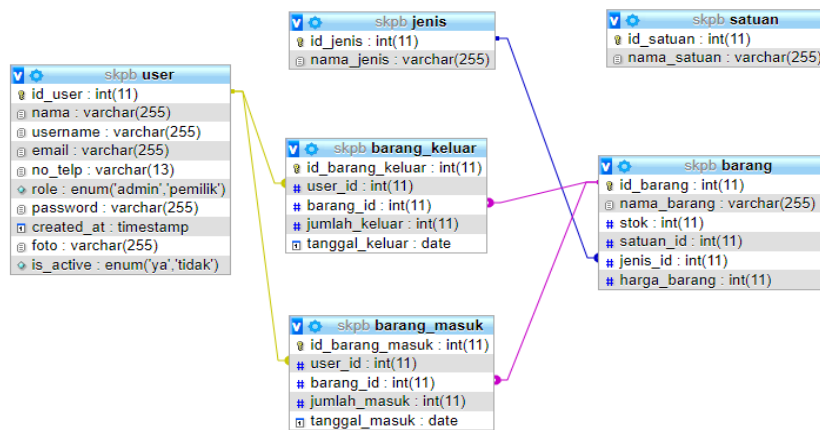 skpb user
id_user : int(11)
nama : varchar(255)
username : varchar(255)
email : varchar(255)
no_telp : varchar(13)
role : enum('admin','pemilik')
password : varchar(255)
created_at : timestamp
foto : varchar(255)
is_active : enum('ya','tidak')
skpb jenis
id_jenis : int(11)
nama_jenis : varchar(255)
skpb barang_keluar
id_barang_keluar : int(11)
user_id : int(11)
barang_id : int(11)
jumlah_keluar : int(11)
tanggal_keluar : date
skpb barang_masuk
id_barang_masuk : int(11)
user_id : int(11)
barang_id : int(11)
jumlah_masuk : int(11)
tanggal_masuk : date
skpb satuan
id_satuan : int(11)
nama_satuan : varchar(255)
skpb barang
id_barang : int(11)
nama_barang : varchar(255)
stok : int(11)
satuan_id : int(11)
jenis_id : int(11)
harga_barang : int(11)